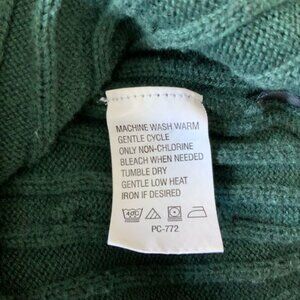 MACHINE WASH WARM
GENTLE CYCLE
ONLY NON-CHLORINE
BLEACH WHEN NEEDED
TUMBLE DRY
GENTLE LOW HEAT
IRON IF DESIRED
40C
PC-772